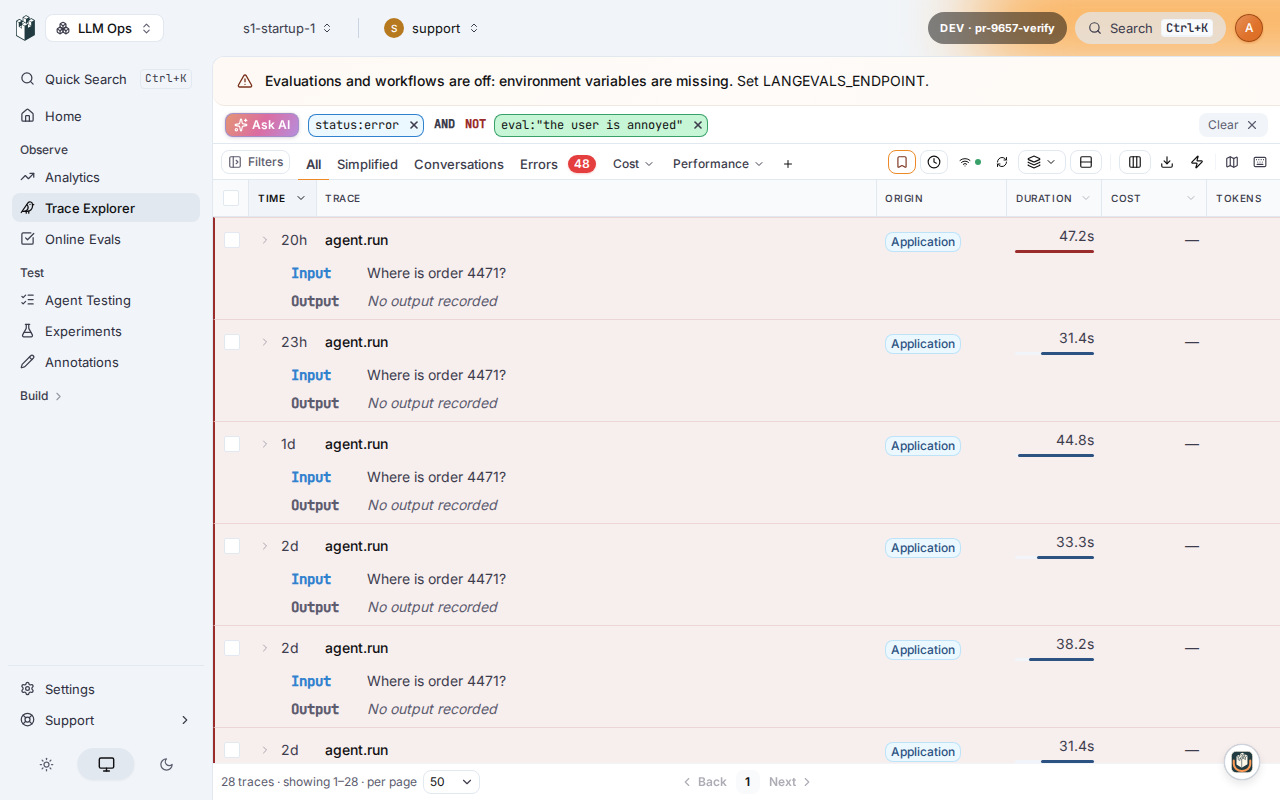 LLM Ops
s1-startup-1
S support
DEV · pr-9657-verify
Search Ctrl+K
A
Quick Search Ctrl+K
Home
Observe
Analytics
Trace Explorer
Online Evals
Test
Agent Testing
Experiments
Annotations
Build
Settings
Support
Evaluations and workflows are off: environment variables are missing. Set LANGEVALS_ENDPOINT.
Ask AI status:error AND NOT eval:"the user is annoyed" Clear
Filters All Simplified Conversations Errors 48 Cost Performance
TIME TRACE ORIGIN DURATION COST TOKENS
20h agent.run Application 47.2s —
Input Where is order 4471?
Output No output recorded
23h agent.run Application 31.4s —
Input Where is order 4471?
Output No output recorded
1d agent.run Application 44.8s —
Input Where is order 4471?
Output No output recorded
2d agent.run Application 33.3s —
Input Where is order 4471?
Output No output recorded
2d agent.run Application 38.2s —
Input Where is order 4471?
Output No output recorded
2d agent.run Application 31.4s —
28 traces · showing 1–28 · per page 50 Back 1 Next